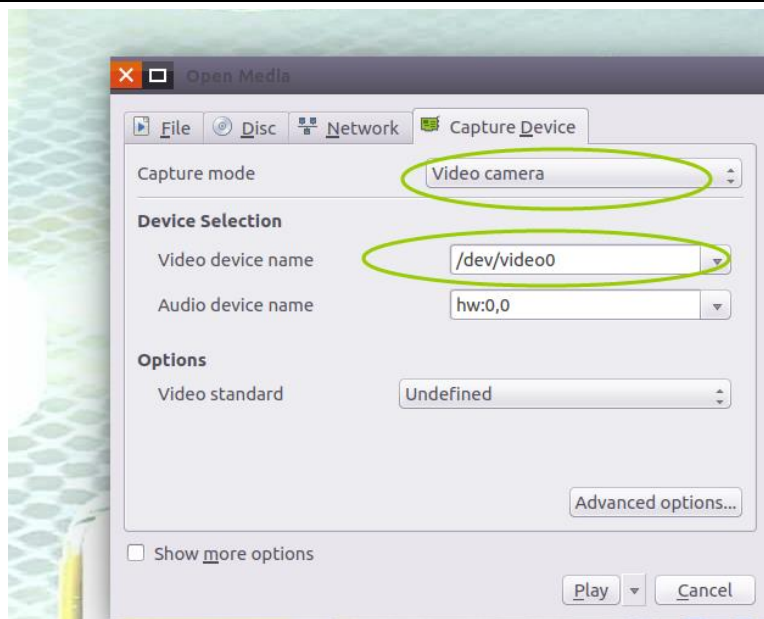 Open Media
File Disc Network Capture Device
Capture mode Video camera
Device Selection
Video device name /dev/video0
Audio device name hw:0,0
Options
Video standard Undefined
Advanced options...
Show more options
Play Cancel